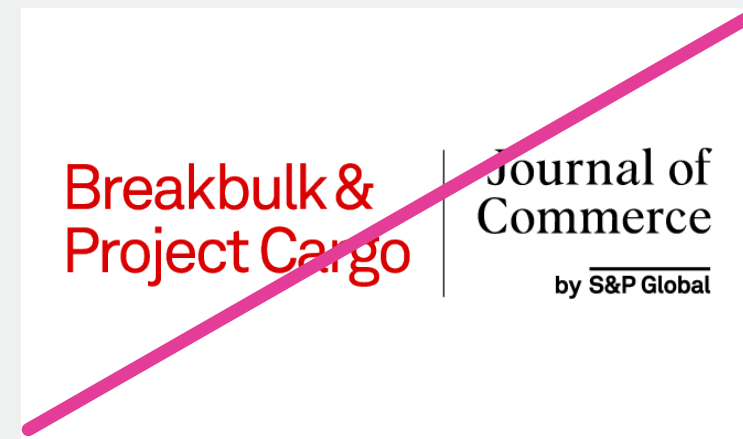 Breakbulk &
Project Cargo
Journal of
Commerce
by S&P Global